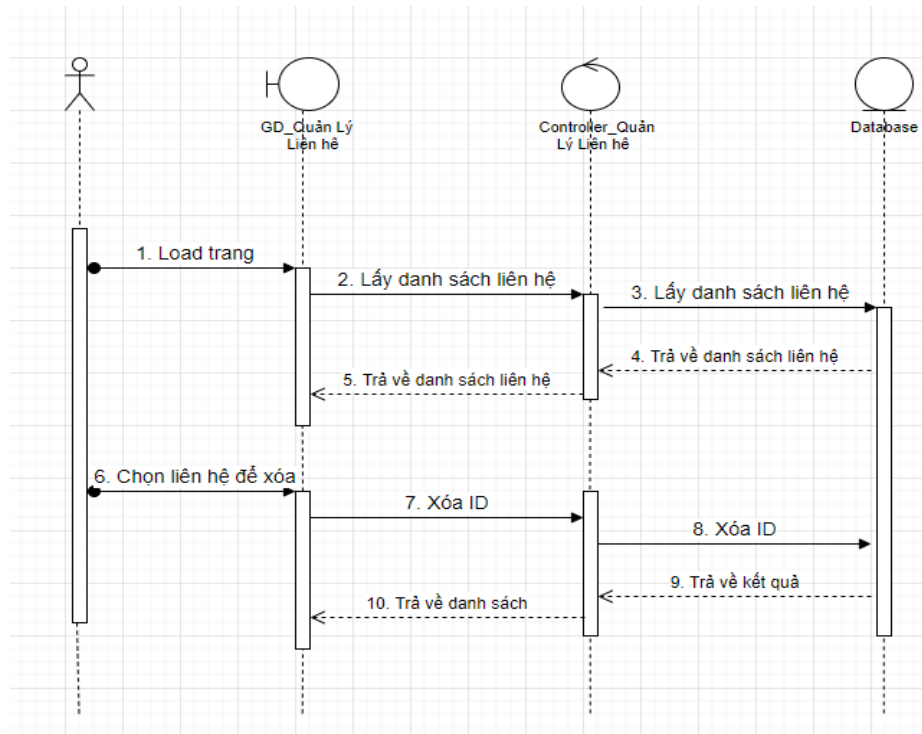 GD_Quản Lý
Liên hê
Controller_Quản
Lý Liên hê
Database
1. Load trang
2. Lấy danh sách liên hệ
3. Lấy danh sách liên hệ
4. Trả về danh sách liên hệ
5. Trả về danh sách liên hệ
6. Chọn liên hệ để xóa
7. Xóa ID
8. Xóa ID
9. Trả về kết quả
10. Trả về danh sách